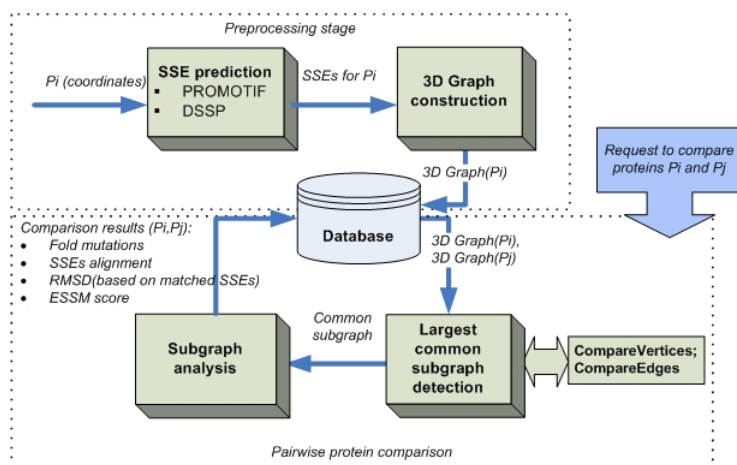 Preprocessing stage
Pi (coordinates)
SSE prediction
▪ PROMOTIF
▪ DSSP
SSEs for Pi
3D Graph
construction
Request to compare
proteins Pi and Pj
3D Graph(Pi)
Comparison results (Pi,Pj):
• Fold mutations
• SSEs alignment
• RMSD(based on matched SSEs)
• ESSM score
Database
3D Graph(Pi),
3D Graph(Pj)
Common
subgraph
Subgraph
analysis
Largest
common
subgraph
detection
CompareVertices;
CompareEdges
Pairwise protein comparison